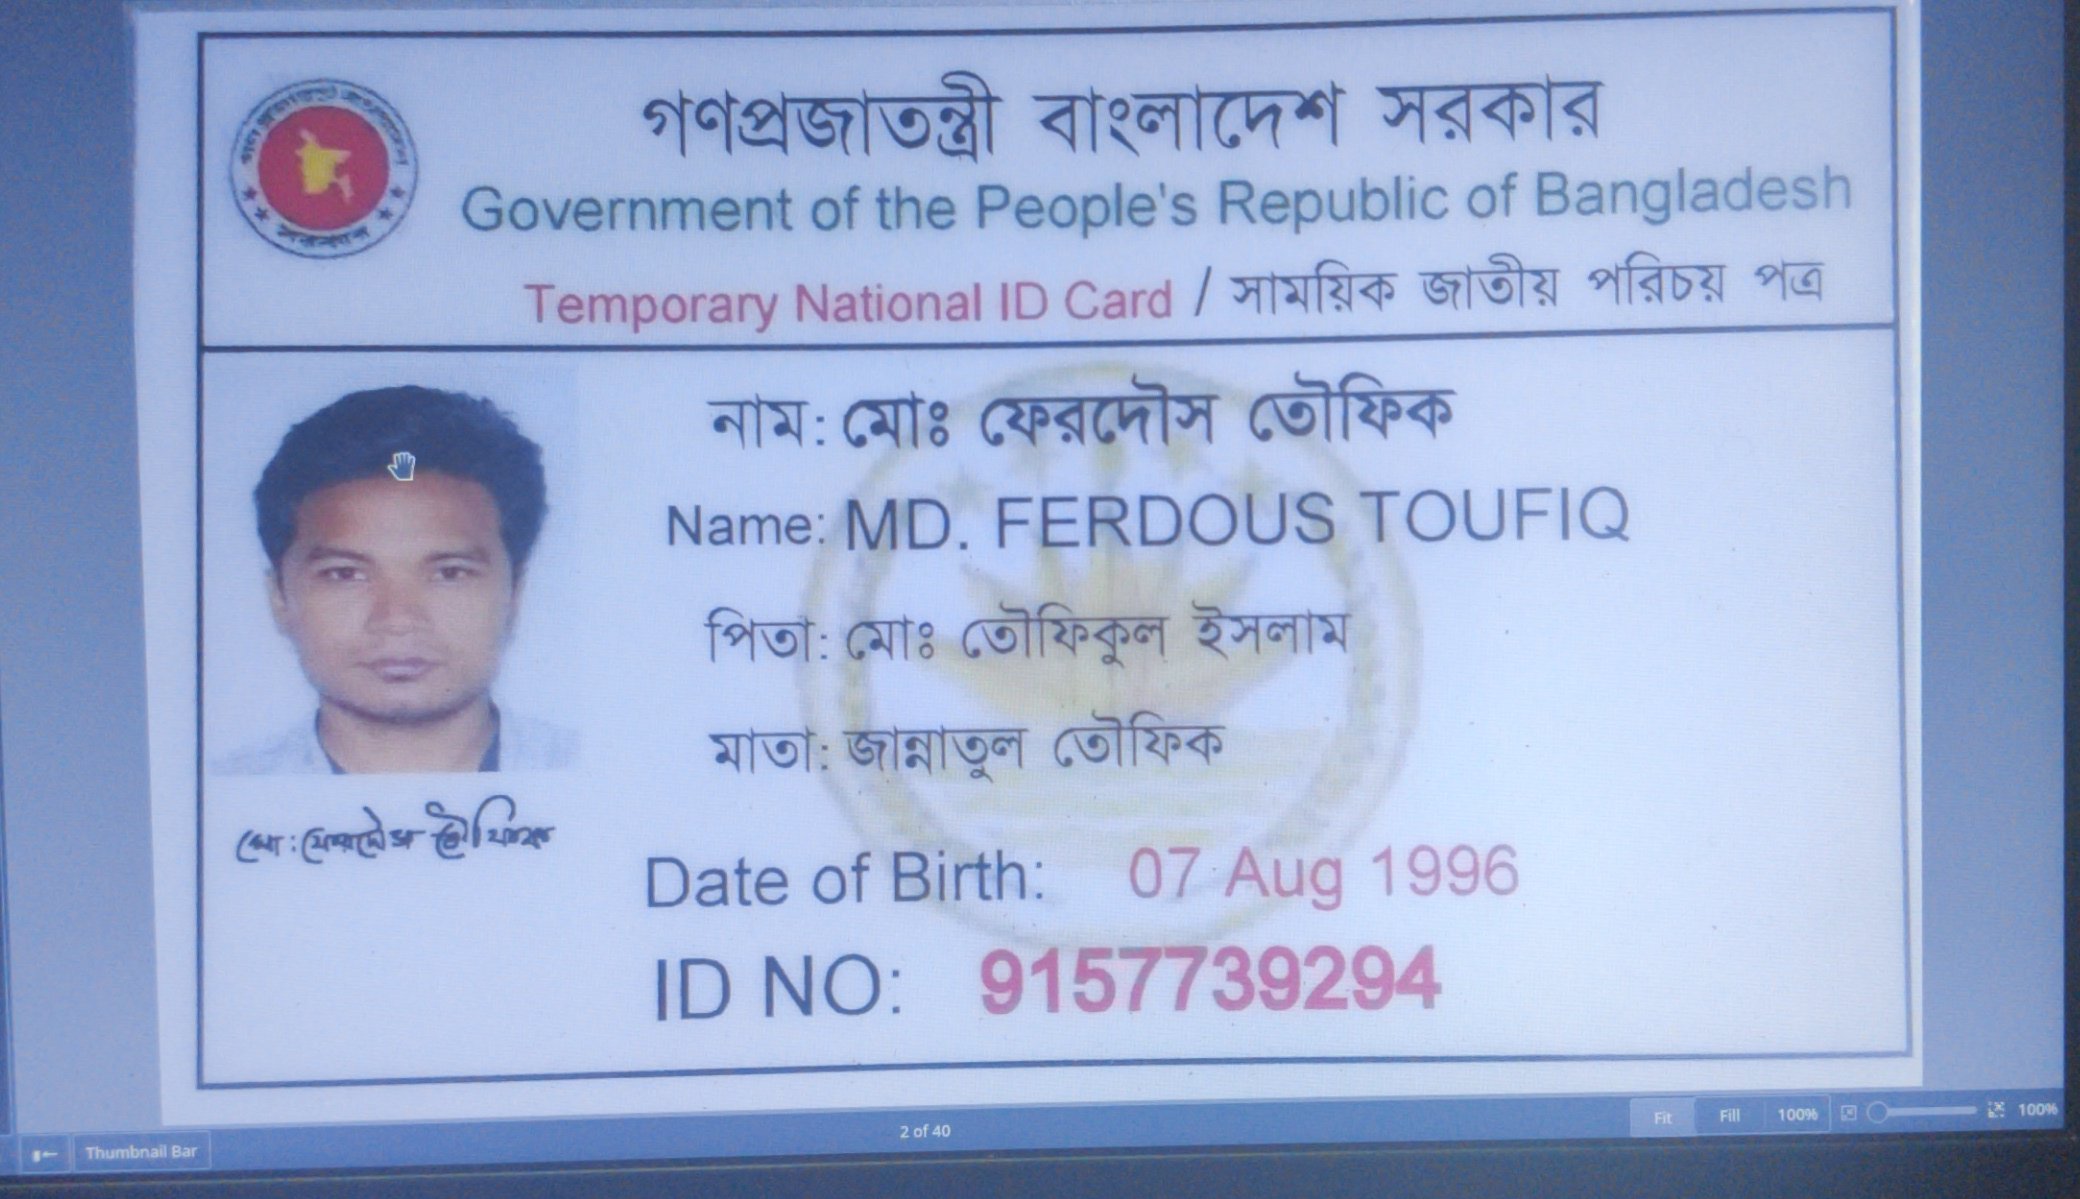 গণপ্রজাতন্ত্রী বাংলাদেশ সরকার
Government of the People's Republic of Bangladesh
Temporary National ID Card / সাময়িক জাতীয় পরিচয় পত্র
নাম: মোঃ ফেরদৌস তৌফিক
Name: MD. FERDOUS TOUFIQ
পিতা: মোঃ তৌফিকুল ইসলাম
মাতা: জান্নাতুল তৌফিক
মো: ফেরদৌস তৌফিক
Date of Birth: 07 Aug 1996
ID NO: 9157739294
Thumbnail Bar
2 of 40
Fit Fill 100% 100%